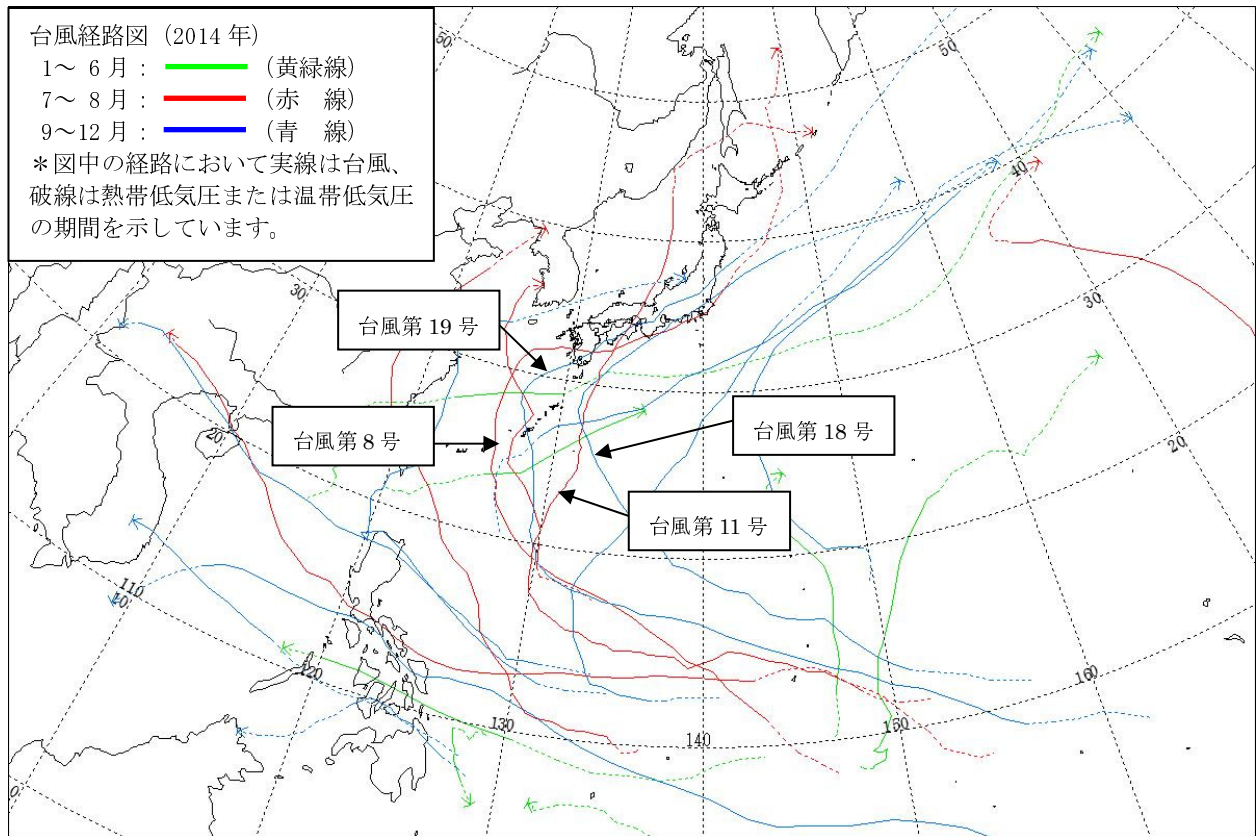 台風経路図（2014 年）
1～ 6 月：（黄緑線）
7～ 8 月：（赤　線）
9～12 月：（青　線）
＊図中の経路において実線は台風、
破線は熱帯低気圧または温帯低気圧
の期間を示しています。
50
50
40
30
30
20
20
110
10
120
130
140
150
160
0
台風第 19 号
台風第 8 号
台風第 18 号
台風第 11 号